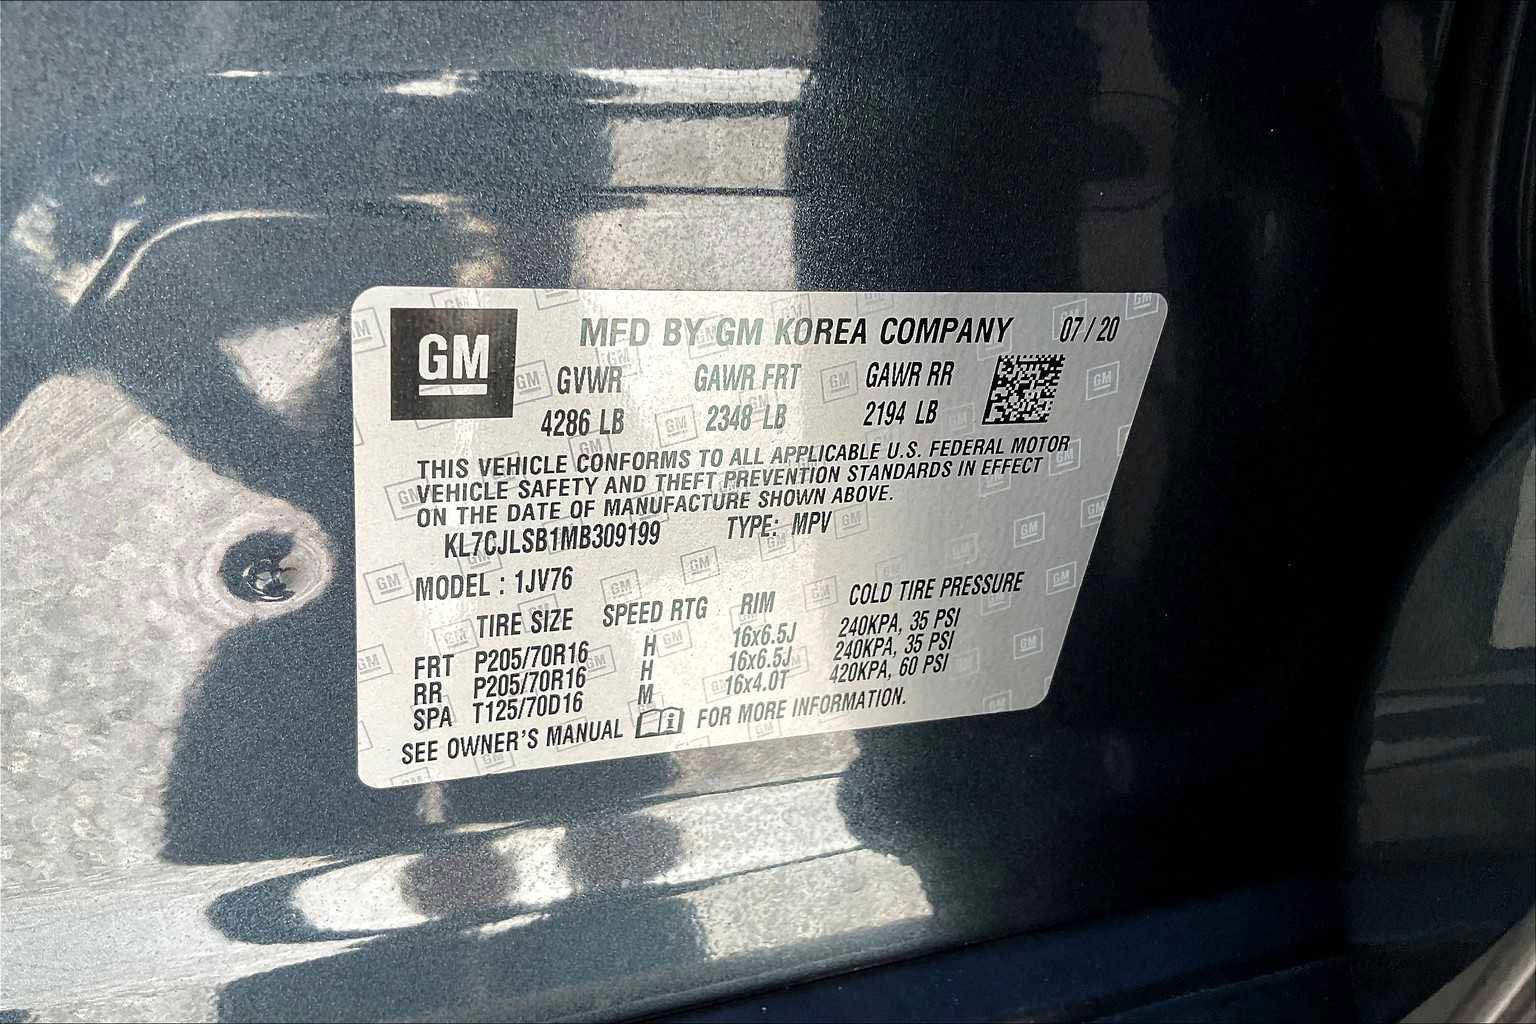 GM
MFD BY GM KOREA COMPANY 07/20
GVWR GAWR FRT GAWR RR
4286 LB 2348 LB 2194 LB
THIS VEHICLE CONFORMS TO ALL APPLICABLE U.S. FEDERAL MOTOR
VEHICLE SAFETY AND THEFT PREVENTION STANDARDS IN EFFECT
ON THE DATE OF MANUFACTURE SHOWN ABOVE.
KL7CJLSB1MB309199 TYPE: MPV
MODEL : 1JV76
TIRE SIZE SPEED RTG RIM COLD TIRE PRESSURE
FRT P205/70R16 H 16x6.5J 240KPA, 35 PSI
RR P205/70R16 H 16x6.5J 240KPA, 35 PSI
SPA T125/70D16 M 16x4.0T 420KPA, 60 PSI
SEE OWNER'S MANUAL FOR MORE INFORMATION.